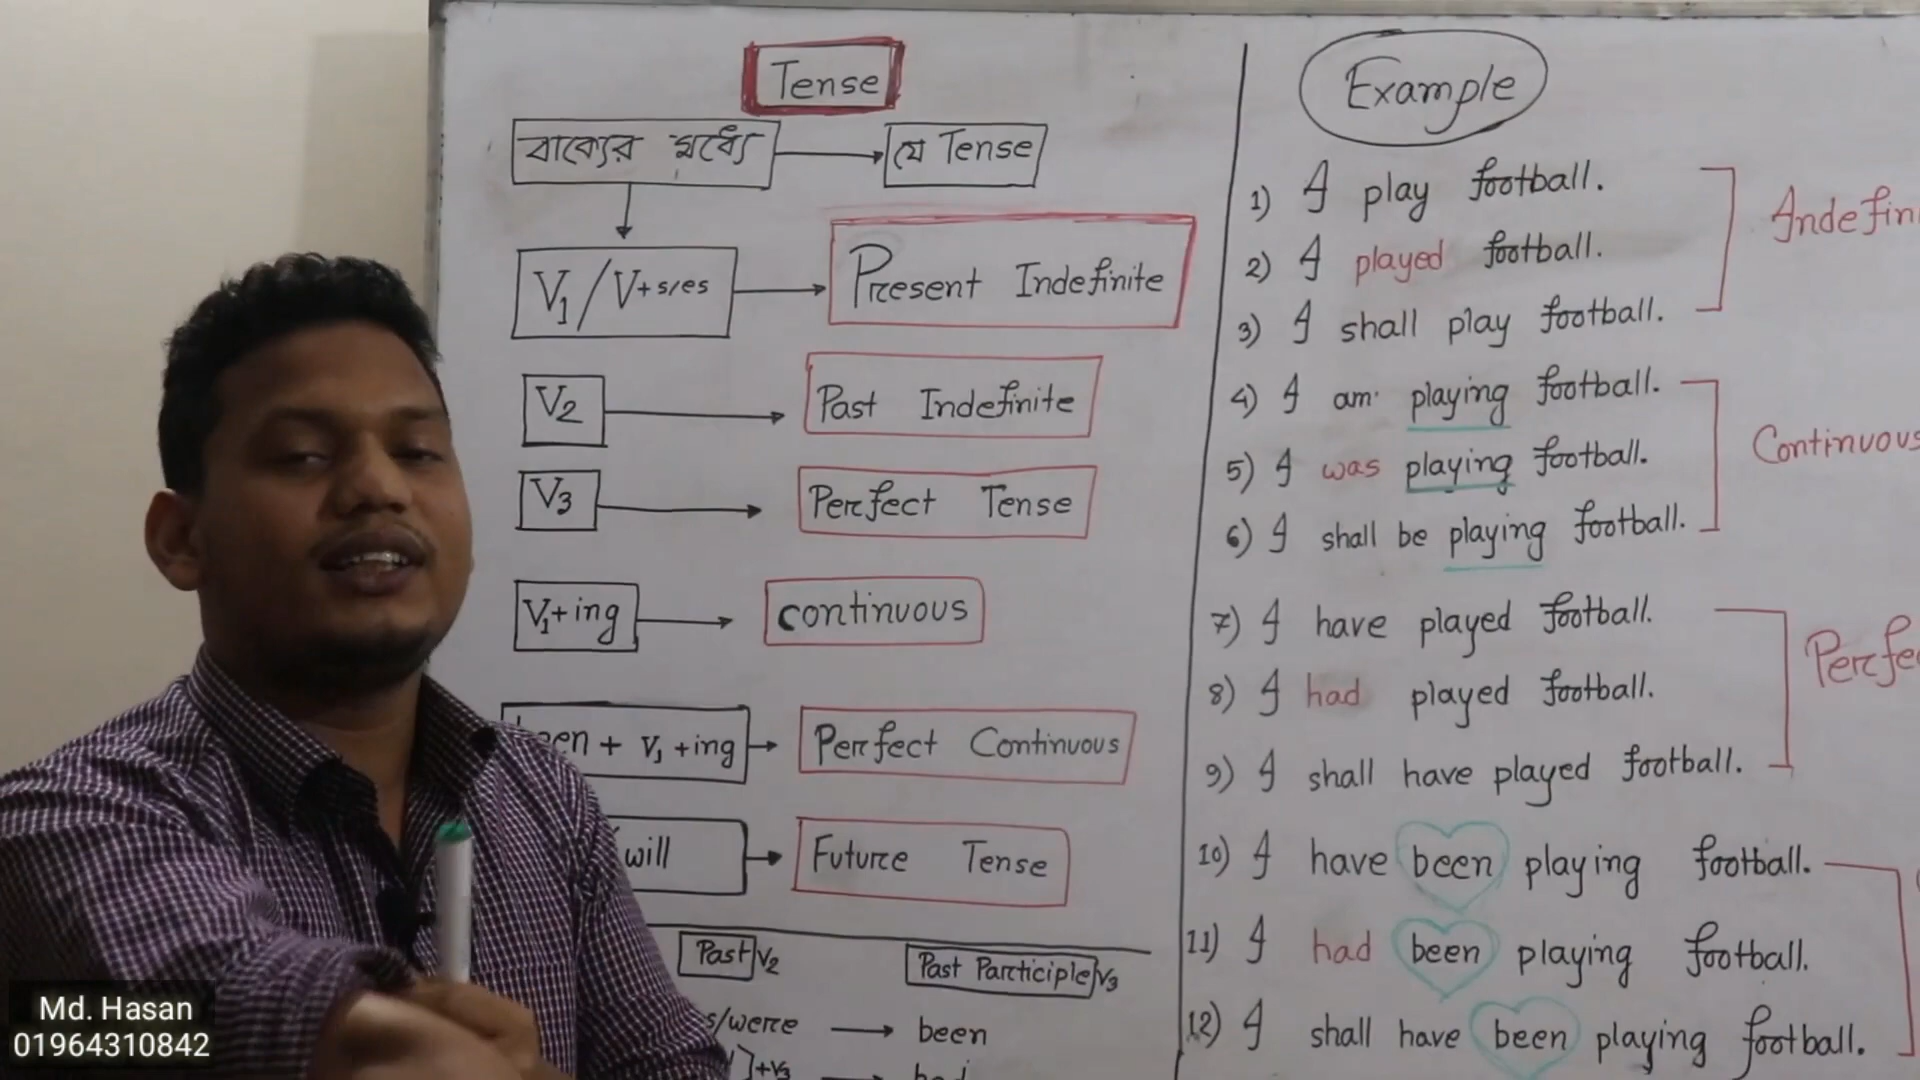 Tense
বাক্যের মধ্যে → যে Tense
V1/V+s/es → Present Indefinite
V2 → Past Indefinite
V3 → Perfect Tense
V1+ing → continuous
+ V1 +ing → Perfect Continuous
will → Future Tense
Past V2 Past Participle V3
were → been
+V3 →
Example
1) I play football.
2) I played football.
3) I shall play football.
4) I am playing football.
5) I was playing football.
6) I shall be playing football.
Continuous
7) I have played football.
8) I had played football.
9) I shall have played football.
10) I have been playing football.
11) I had been playing football.
12) I shall have been playing football.
Md. Hasan
01964310842